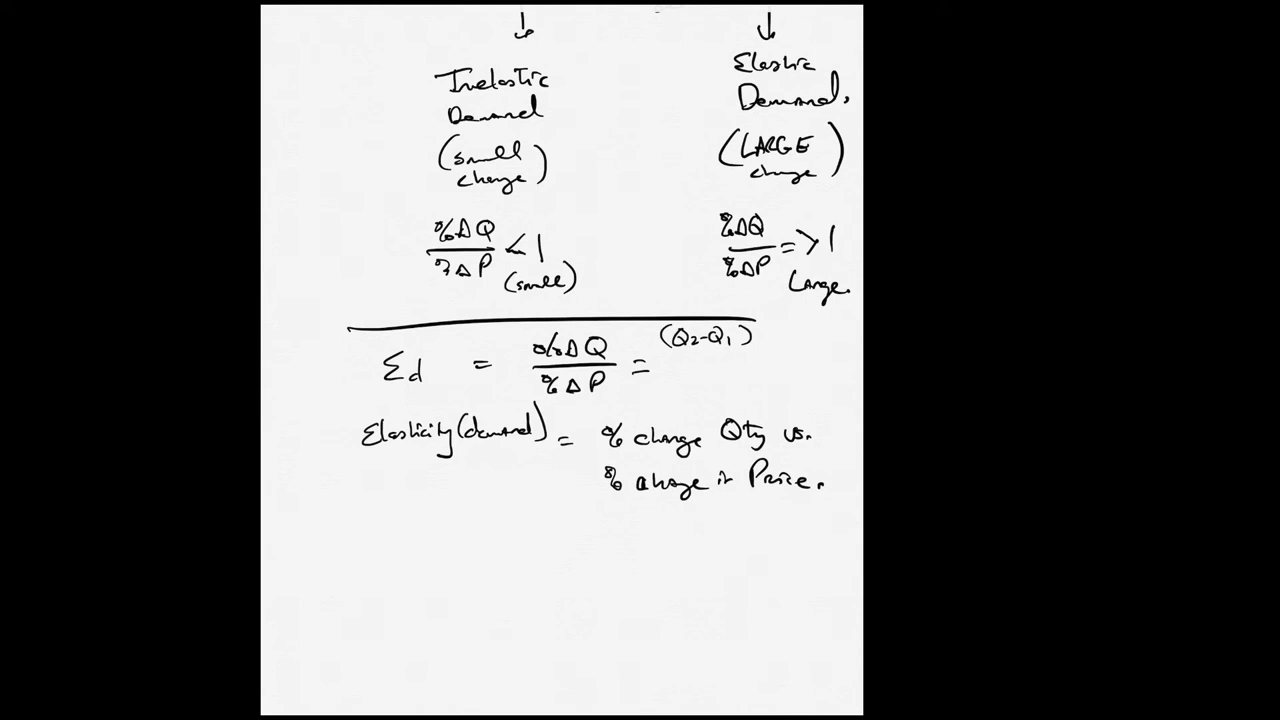 Inelastic
Demand
(small
change)
%ΔQ
%ΔP
< 1
(small)
Elastic
Demand.
(LARGE
change)
%ΔQ
%ΔP
= > 1
Large.
Ed = %ΔQ
%ΔP
= (Q2-Q1)
Elasticity (demand) = % change Qty vs.
% change in Price.